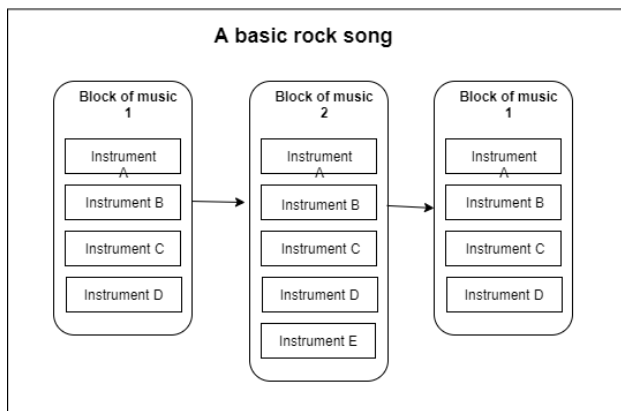 A basic rock song
Block of music
1
Instrument
A
Instrument B
Instrument C
Instrument D
Block of music
2
Instrument
A
Instrument B
Instrument C
Instrument D
Instrument E
Block of music
1
Instrument
A
Instrument B
Instrument C
Instrument D